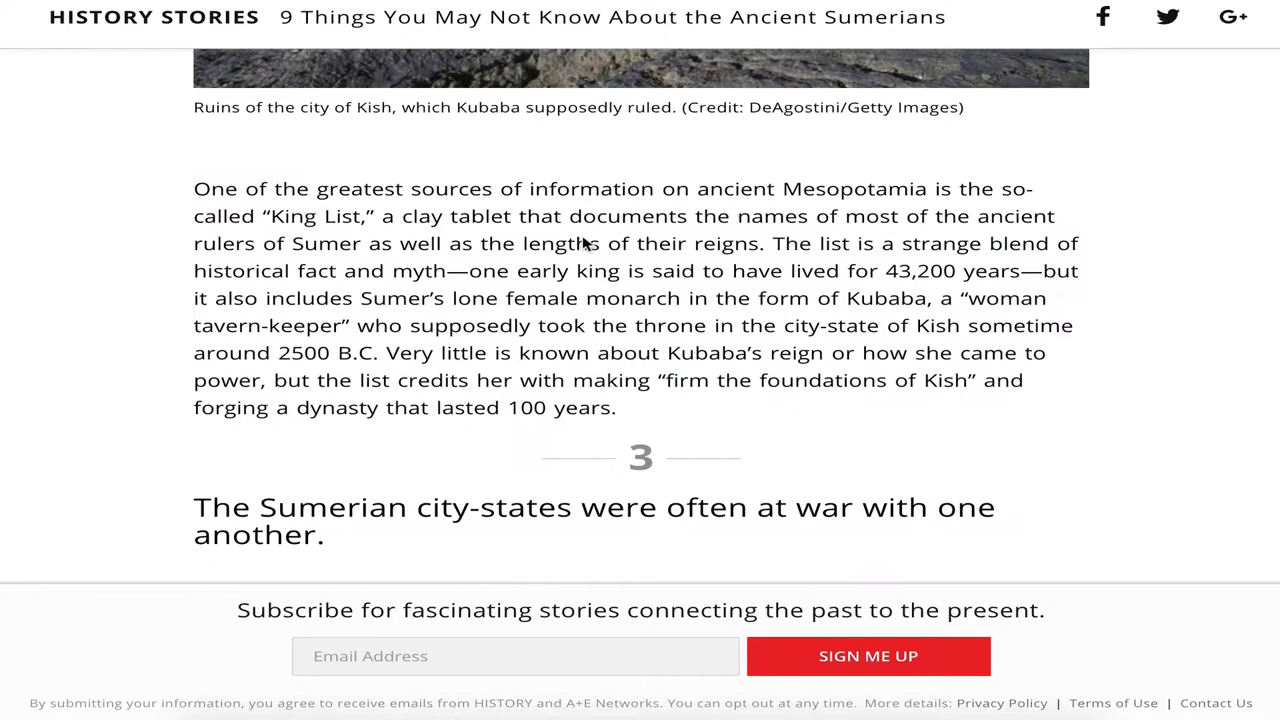 HISTORY STORIES 9 Things You May Not Know About the Ancient Sumerians
Ruins of the city of Kish, which Kubaba supposedly ruled. (Credit: DeAgostini/Getty Images)
One of the greatest sources of information on ancient Mesopotamia is the so-
called “King List,” a clay tablet that documents the names of most of the ancient
rulers of Sumer as well as the lengths of their reigns. The list is a strange blend of
historical fact and myth—one early king is said to have lived for 43,200 years—but
it also includes Sumer’s lone female monarch in the form of Kubaba, a “woman
tavern-keeper” who supposedly took the throne in the city-state of Kish sometime
around 2500 B.C. Very little is known about Kubaba’s reign or how she came to
power, but the list credits her with making “firm the foundations of Kish” and
forging a dynasty that lasted 100 years.
3
The Sumerian city-states were often at war with one
another.
Subscribe for fascinating stories connecting the past to the present.
Email Address SIGN ME UP
By submitting your information, you agree to receive emails from HISTORY and A+E Networks. You can opt out at any time. More details: Privacy Policy | Terms of Use | Contact Us